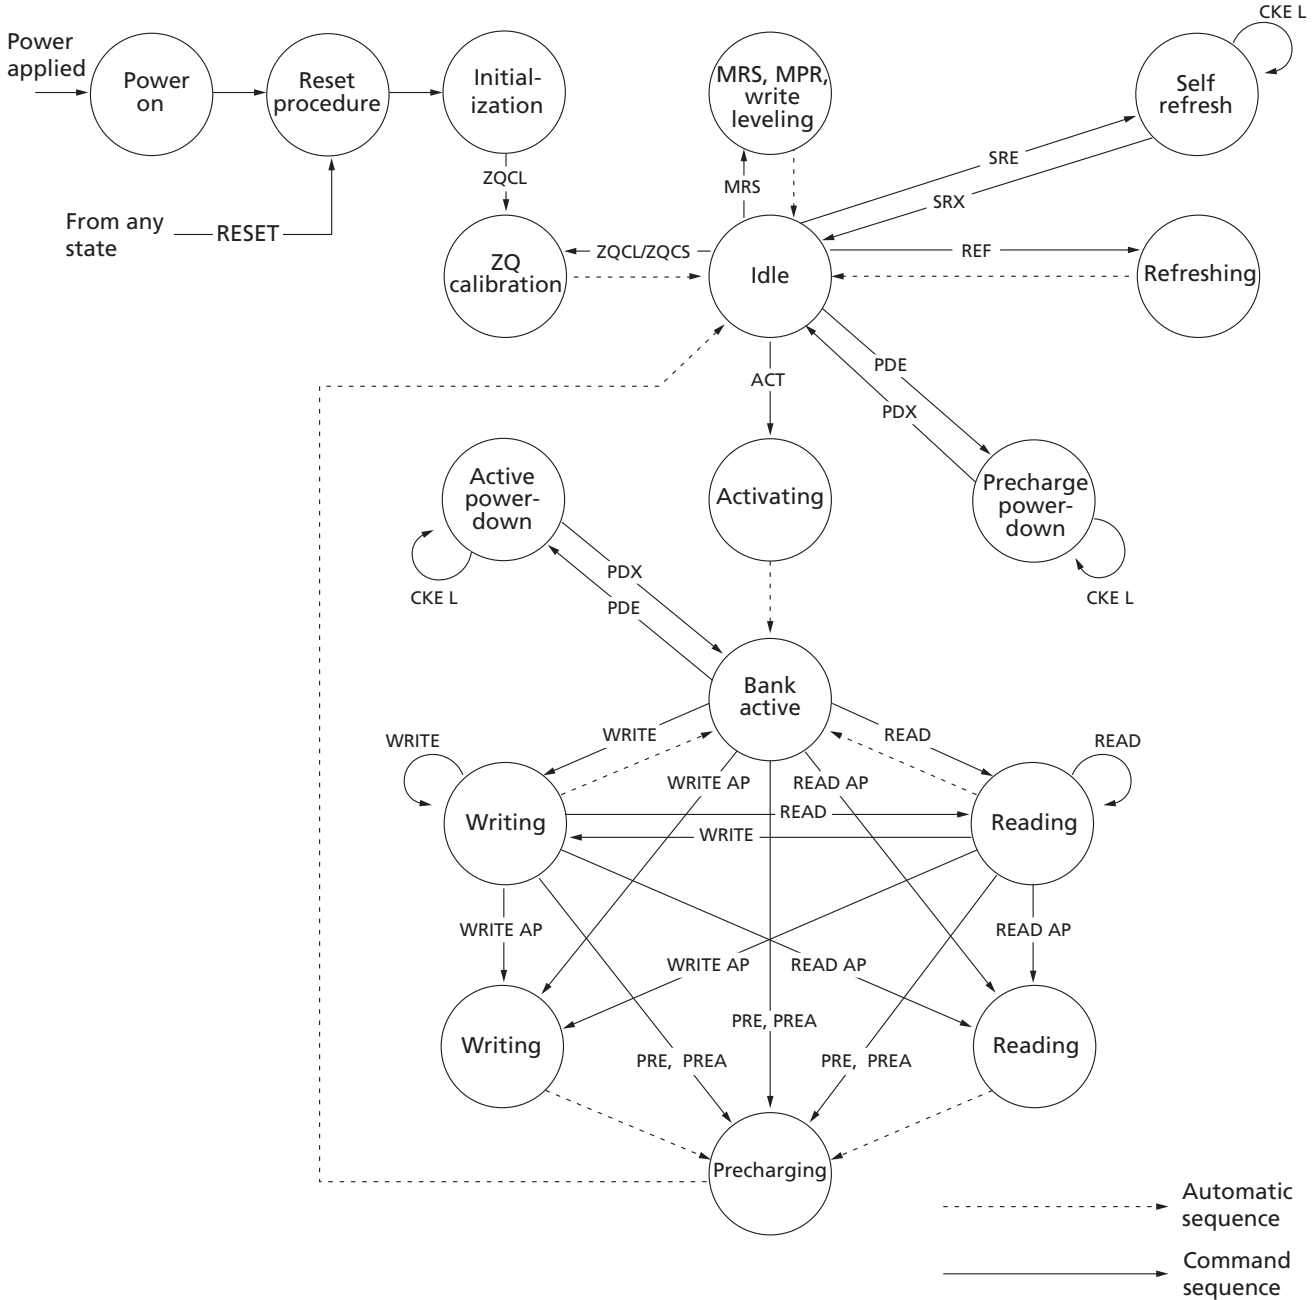 CKE L
Power
applied
Power
on
Reset
procedure
Initial-
ization
MRS, MPR,
write
leveling
Self
refresh
SRE
ZQCL
MRS
SRX
From any
state
RESET
ZQCL/ZQCS
REF
ZQ
calibration
Idle
Refreshing
PDE
ACT
PDX
Active
power-
down
Activating
Precharge
power-
down
PDX
CKE L
PDE
CKE L
Bank
active
WRITE
WRITE
READ
READ
WRITE AP
READ AP
Writing
READ
WRITE
Reading
WRITE AP
READ AP
WRITE AP
READ AP
PRE, PREA
Writing
Reading
PRE, PREA
PRE, PREA
Precharging
Automatic
sequence
Command
sequence